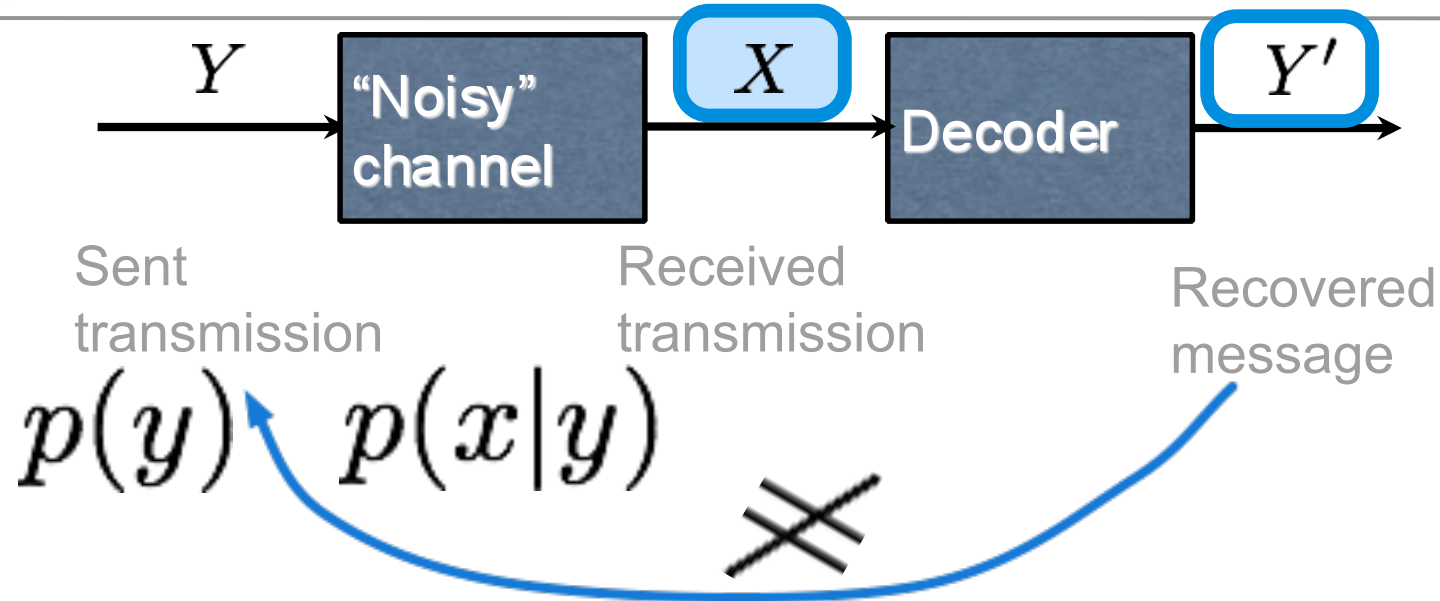 Y
“Noisy”
channel
X
Decoder
Y′
Sent
transmission
Received
transmission
Recovered
message
p(y)
p(x|y)
≠